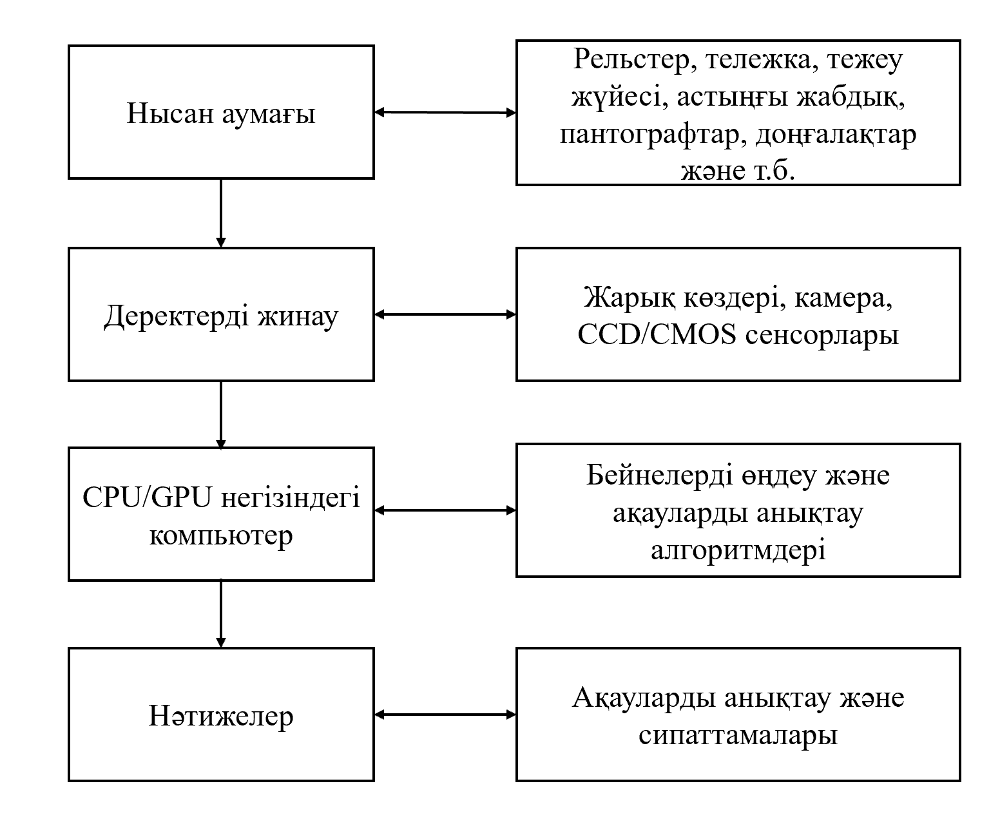 Нысан аумағы
Рельстер, тележка, тежеу
жүйесі, астыңғы жабдық,
пантографтар, доңғалақтар
және т.б.
Деректерді жинау
Жарық көздері, камера,
CCD/CMOS сенсорлары
CPU/GPU негізіндегі
компьютер
Бейнелерді өңдеу және
ақауларды анықтау
алгоритмдері
Нәтижелер
Ақауларды анықтау және
сипаттамалары